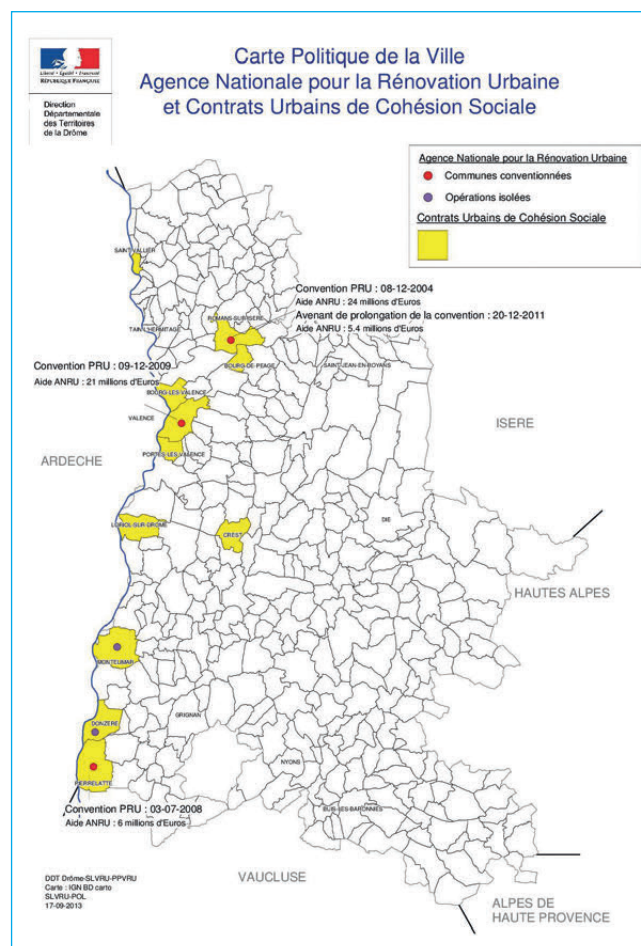 Liberté • Égalité • Fraternité
RÉPUBLIQUE FRANÇAISE
Direction
Départementale
des Territoires
de la Drôme
Carte Politique de la Ville
Agence Nationale pour la Rénovation Urbaine
et Contrats Urbains de Cohésion Sociale
Agence Nationale pour la Rénovation Urbaine
Communes conventionnées
Opérations isolées
Contrats Urbains de Cohésion Sociale
SAINT-VALLIER
Convention PRU : 08-12-2004
Aide ANRU : 24 millions d'Euros
Avenant de prolongation de la convention : 20-12-2011
Aide ANRU : 5.4 millions d'Euros
ROMANS-SUR-ISERE
TAIN-L'HERMITAGE
BOURG-DE-PEAGE
SAINT-JEAN-EN-ROYANS
Convention PRU : 09-12-2009
Aide ANRU : 21 millions d'Euros
BOURG-LES-VALENCE
VALENCE
PORTES-LES-VALENCE
ISERE
ARDECHE
LORIOL-SUR-DROME
CREST
DIE
HAUTES ALPES
MONTELIMAR
DONZERE
GRIGNAN
PIERRELATTE
NYONS
BUIS-LES-BARONNIES
Convention PRU : 03-07-2008
Aide ANRU : 6 millions d'Euros
VAUCLUSE
ALPES DE
HAUTE PROVENCE
DDT Drôme-SLVRU-PPVRU
Carte : IGN BD carto
SLVRU-POL
17-09-2013